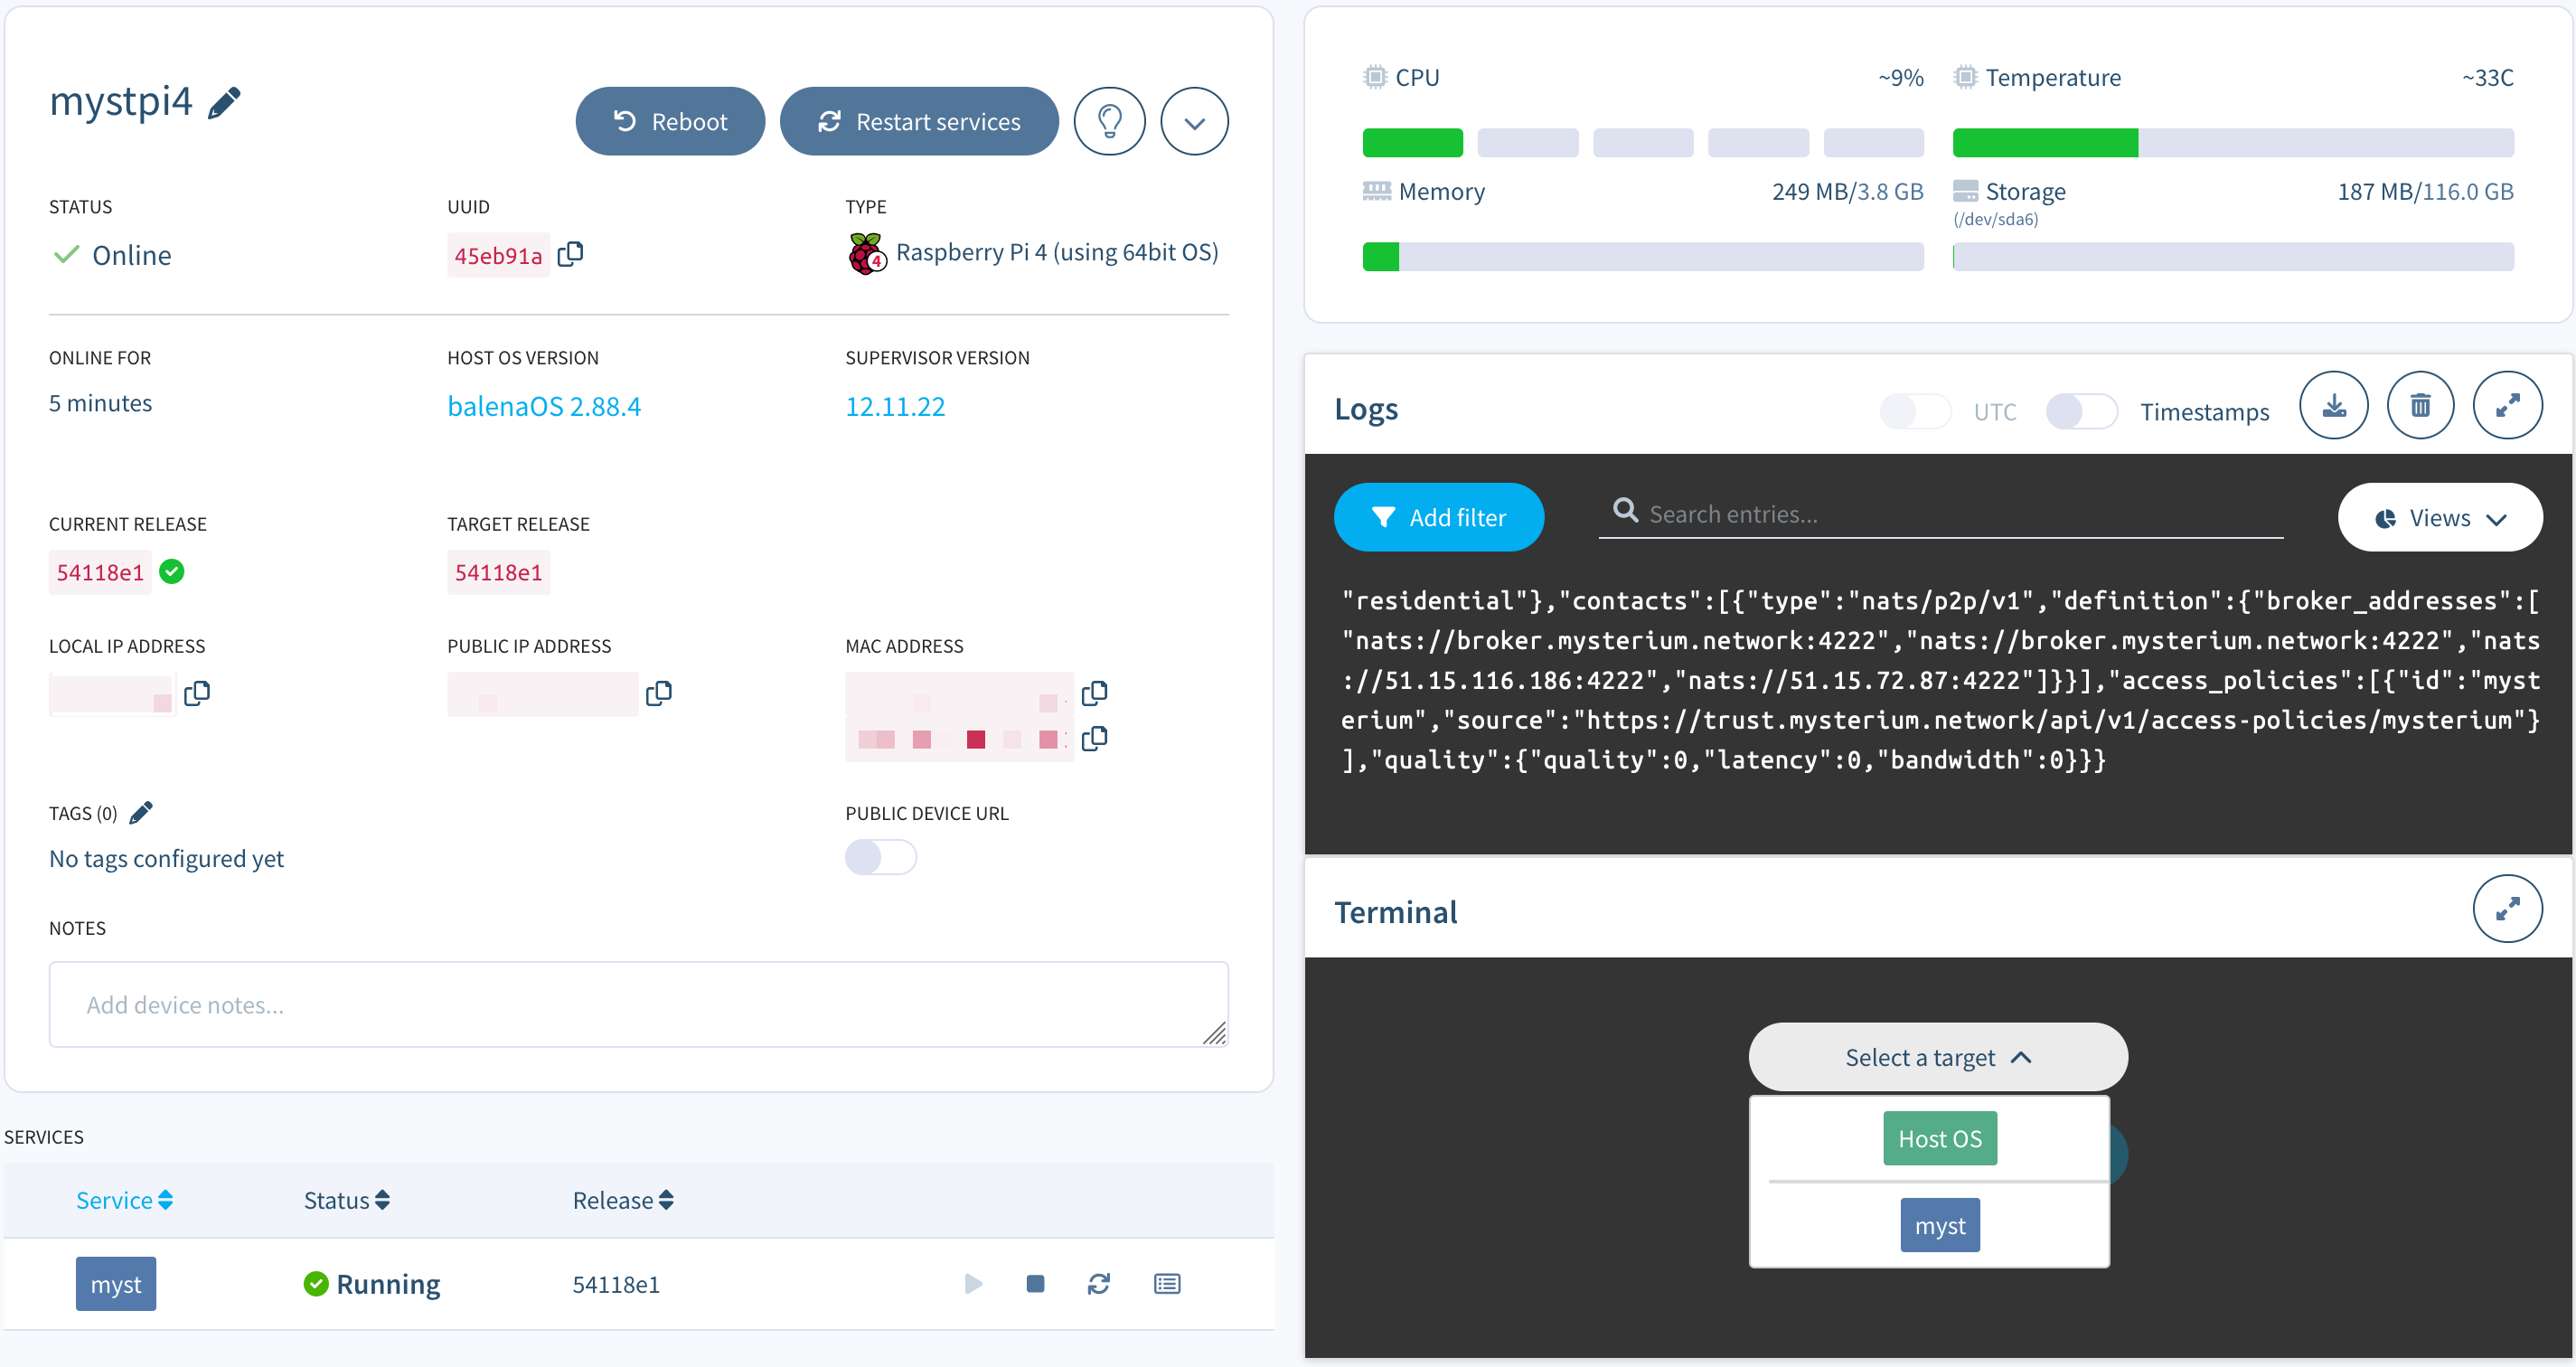 mystpi4
Reboot
Restart services
STATUS
UUID
TYPE
Online
45eb91a
4
Raspberry Pi 4 (using 64bit OS)
ONLINE FOR
HOST OS VERSION
SUPERVISOR VERSION
5 minutes
balenaOS 2.88.4
12.11.22
CURRENT RELEASE
TARGET RELEASE
54118e1
54118e1
LOCAL IP ADDRESS
PUBLIC IP ADDRESS
MAC ADDRESS
TAGS (0)
PUBLIC DEVICE URL
No tags configured yet
NOTES
Add device notes...
SERVICES
Service
Status
Release
myst
Running
54118e1
CPU
~9%
Temperature
~33C
Memory
249 MB/3.8 GB
Storage
187 MB/116.0 GB
(/dev/sda6)
Logs
UTC
Timestamps
Add filter
Search entries...
Views
"residential"},"contacts":[{"type":"nats/p2p/v1","definition":{"broker_addresses":[
"nats://broker.mysterium.network:4222","nats://broker.mysterium.network:4222","nats
://51.15.116.186:4222","nats://51.15.72.87:4222"]}}],"access_policies":[{"id":"myst
erium","source":"https://trust.mysterium.network/api/v1/access-policies/mysterium"}
],"quality":{"quality":0,"latency":0,"bandwidth":0}}}
Terminal
Select a target
Host OS
myst